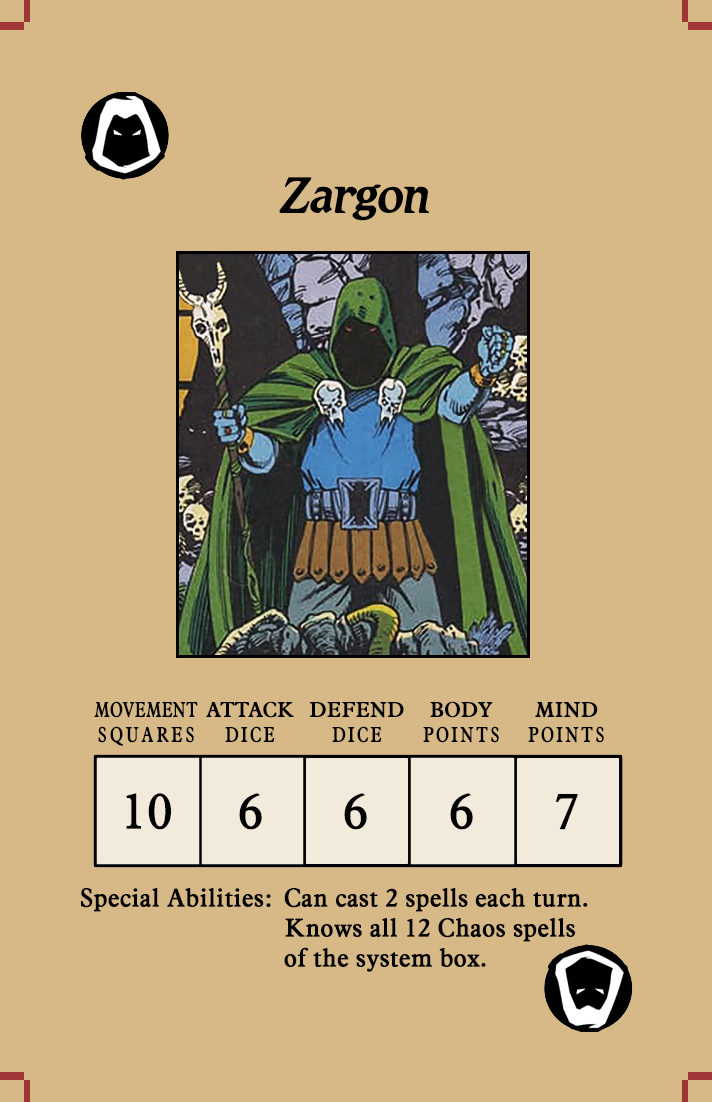 Zargon
MOVEMENT SQUARES ATTACK DICE DEFEND DICE BODY POINTS MIND POINTS
10 6 6 6 7
Special Abilities: Can cast 2 spells each turn.
Knows all 12 Chaos spells
of the system box.